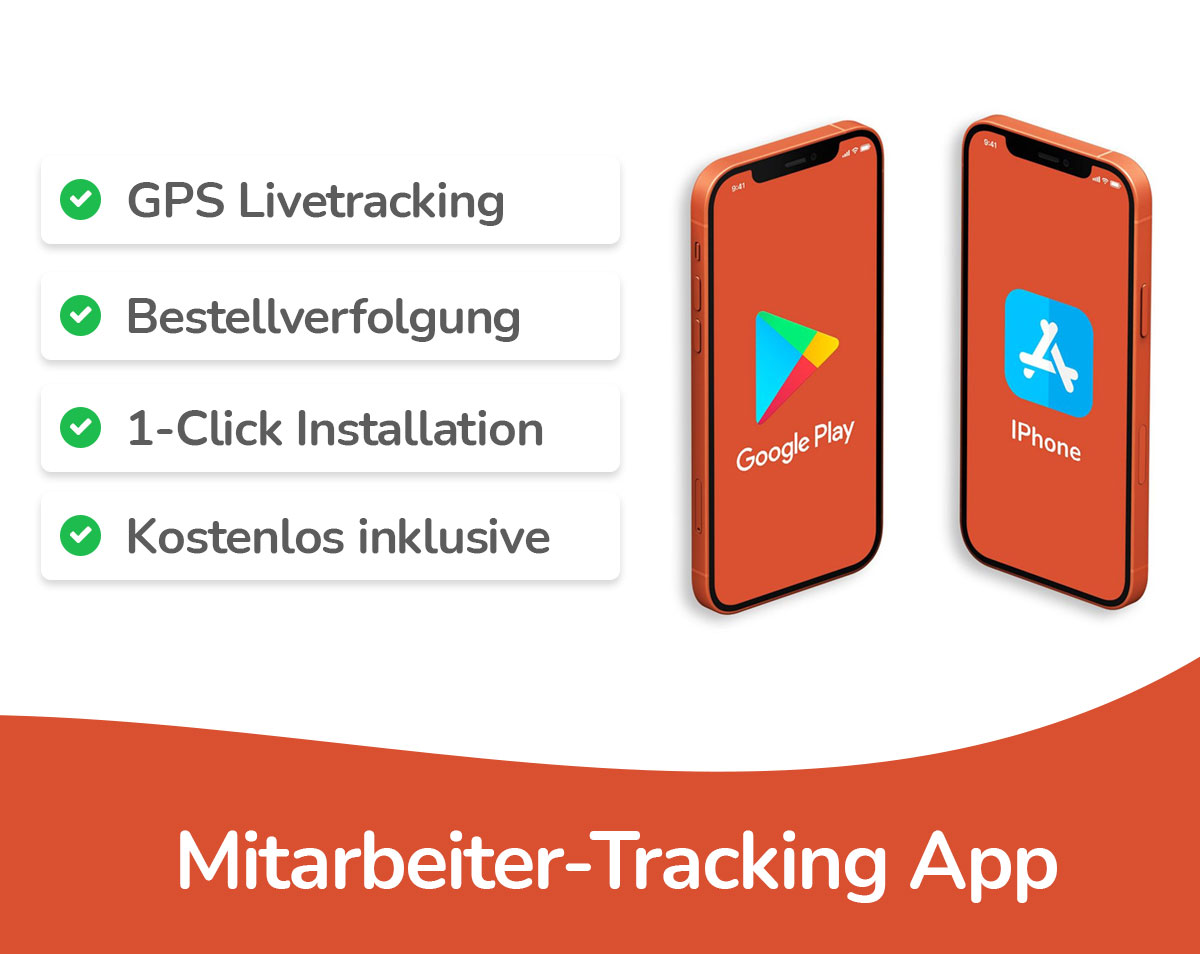 GPS Livetracking
Bestellverfolgung
1-Click Installation
Kostenlos inklusive
9:41
Google Play
9:41
IPhone
Mitarbeiter-Tracking App